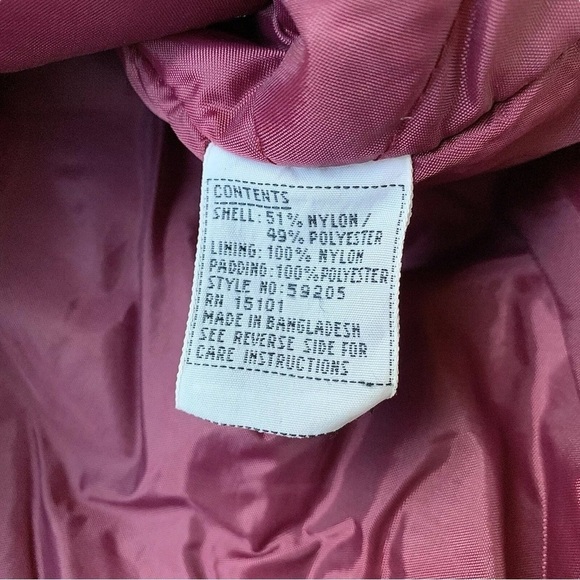 CONTENTS
SHELL: 51% NYLON /
49% POLYESTER
LINING: 100% NYLON
PADDING: 100% POLYESTER
STYLE NO: 59205
RN 15101
MADE IN BANGLADESH
SEE REVERSE SIDE FOR
CARE INSTRUCTIONS